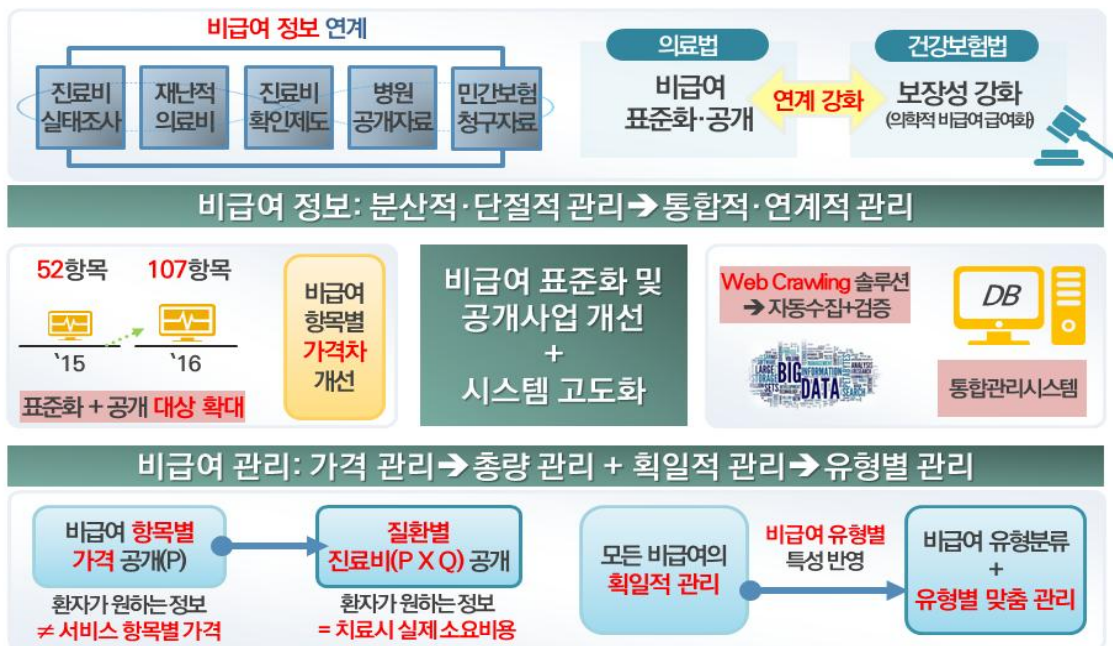 비급여 정보 연계
진료비
실태조사
재난적
의료비
진료비
확인제도
병원
공개자료
민간보험
청구자료
의료법
비급여
표준화·공개
연계 강화
건강보험법
보장성 강화
(의학적 비급여 급여화)
비급여 정보: 분산적·단절적 관리➔통합적·연계적 관리
52항목
107항목
`15
`16
표준화 + 공개 대상 확대
비급여
항목별
가격차
개선
비급여 표준화 및
공개사업 개선
+
시스템 고도화
Web Crawling 솔루션
➔ 자동수집+검증
BIG
DATA
INFORMATION
LARGE
STORAGE
SETS
SEARCH
DB
통합관리시스템
비급여 관리: 가격 관리➔총량 관리 + 획일적 관리➔유형별 관리
비급여 항목별
가격 공개(P)
환자가 원하는 정보
≠ 서비스 항목별 가격
질환별
진료비(P X Q) 공개
환자가 원하는 정보
= 치료시 실제 소요비용
모든 비급여의
획일적 관리
비급여 유형별
특성 반영
비급여 유형분류
+
유형별 맞춤 관리